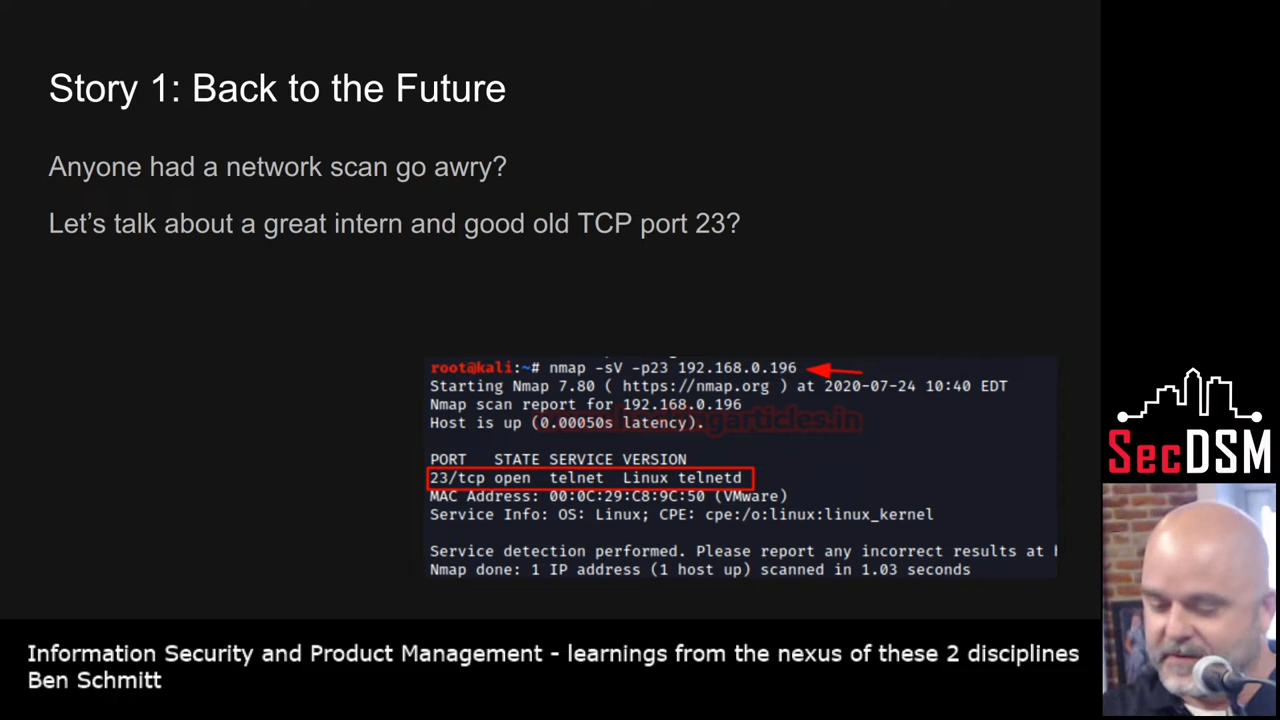 Story 1: Back to the Future
Anyone had a network scan go awry?
Let's talk about a great intern and good old TCP port 23?
root@kali:~# nmap -sV -p23 192.168.0.196
Starting Nmap 7.80 ( https://nmap.org ) at 2020-07-24 10:40 EDT
Nmap scan report for 192.168.0.196
Host is up (0.00050s latency).
PORT STATE SERVICE VERSION
23/tcp open telnet Linux telnetd
MAC Address: 00:0C:29:C8:9C:50 (VMware)
Service Info: OS: Linux; CPE: cpe:/o:linux:linux_kernel
Service detection performed. Please report any incorrect results at
Nmap done: 1 IP address (1 host up) scanned in 1.03 seconds
SecDSM
Information Security and Product Management - learnings from the nexus of these 2 disciplines
Ben Schmitt